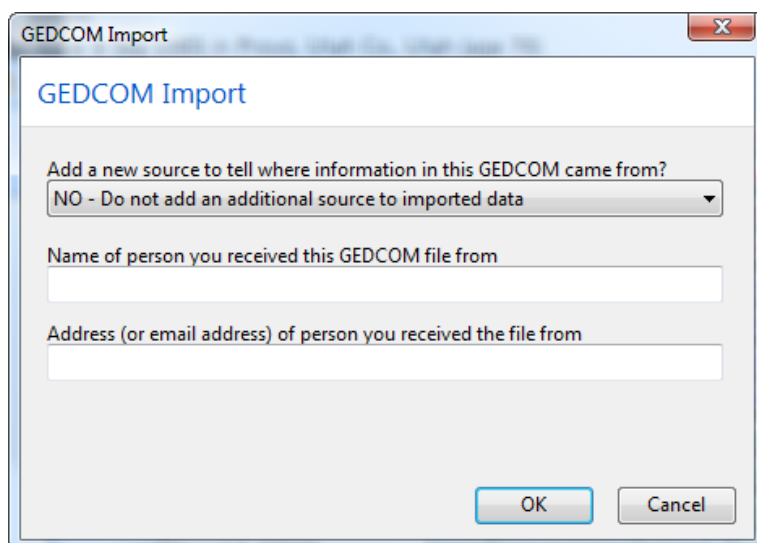 GEDCOM Import
GEDCOM Import
Add a new source to tell where information in this GEDCOM came from?
NO - Do not add an additional source to imported data
Name of person you received this GEDCOM file from
Address (or email address) of person you received the file from
OK Cancel